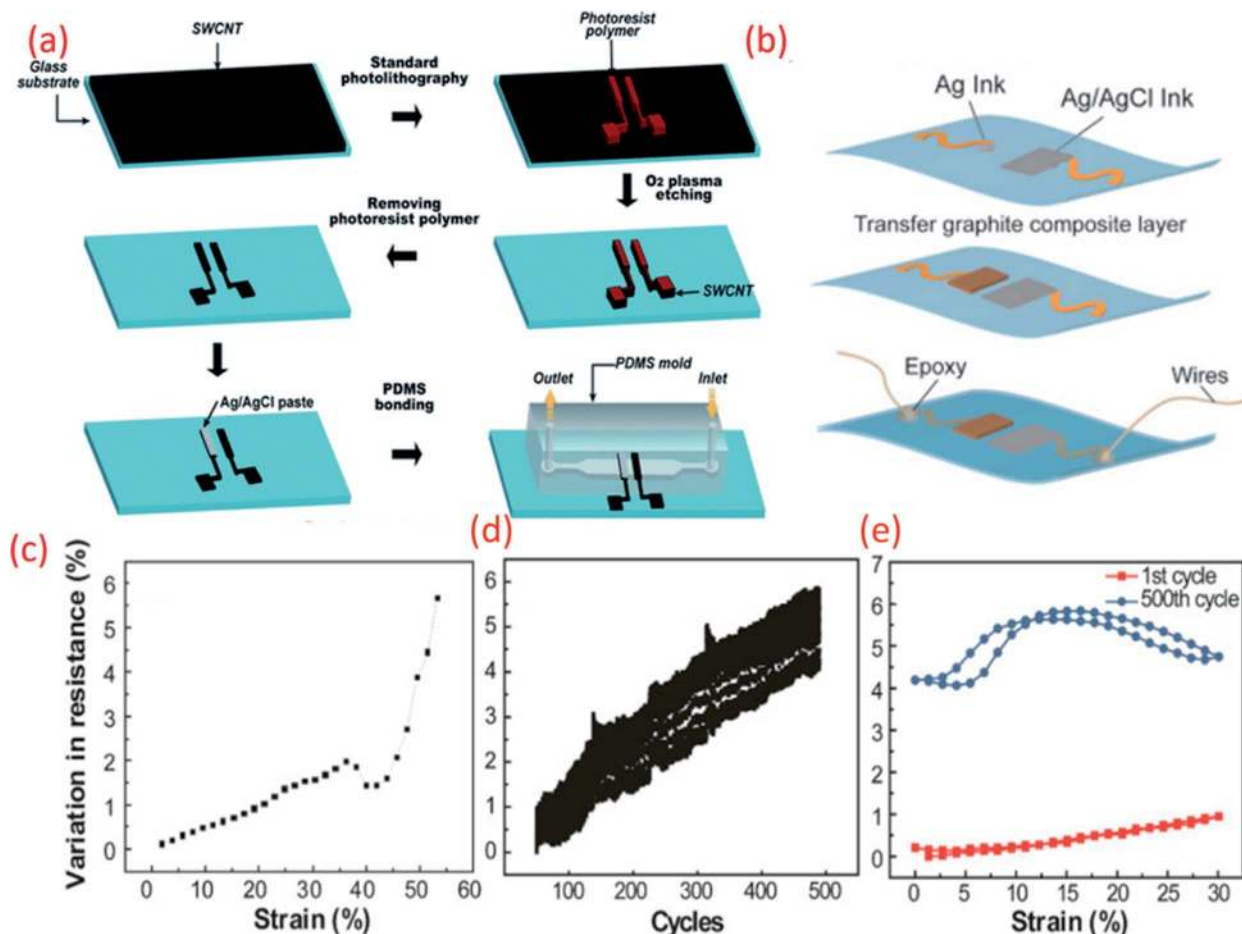 (a)
SWCNT
Glass
substrate
Standard
photolithography
Photoresist
polymer
O2 plasma
etching
Removing
photoresist polymer
SWCNT
Ag/AgCl paste
PDMS
bonding
Outlet
PDMS mold
Inlet
(b)
Ag Ink
Ag/AgCl Ink
Transfer graphite composite layer
Epoxy
Wires
(c)
Variation in resistance (%)
6
5
4
3
2
1
0
0 10 20 30 40 50 60
Strain (%)
(d)
6
5
4
3
2
1
0
100 200 300 400 500
Cycles
(e)
7
6
5
4
2
1
0
1st cycle
500th cycle
0 5 10 15 20 25 30
Strain (%)